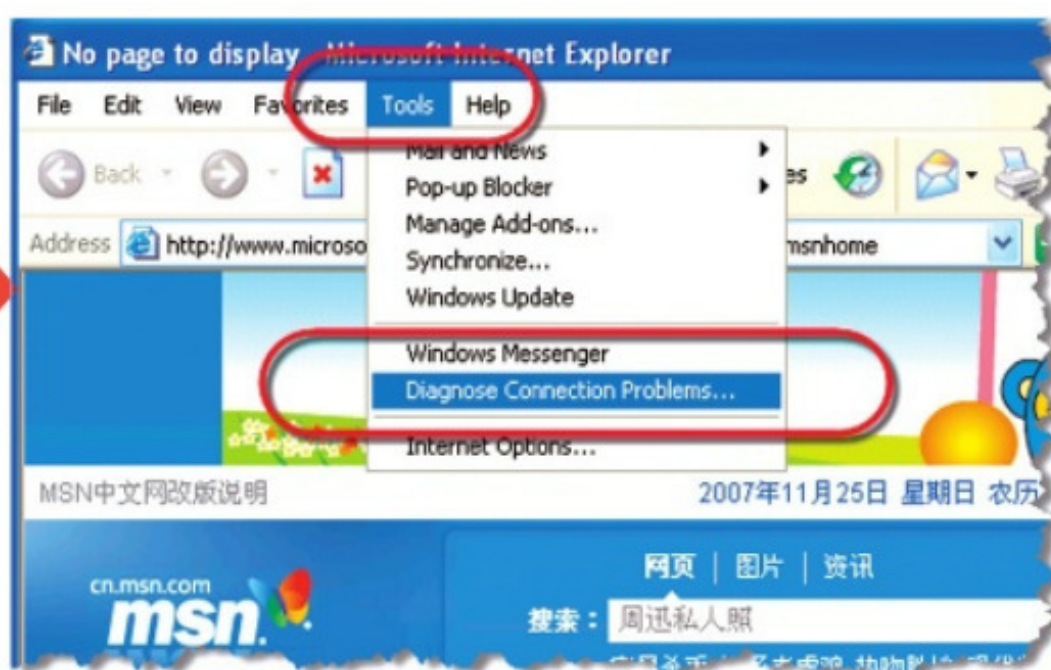 No page to display - Microsoft Internet Explorer
File Edit View Favorites Tools Help
Back
Mail and News
Pop-up Blocker
Manage Add-ons...
Synchronize...
Windows Update
Windows Messenger
Diagnose Connection Problems...
Internet Options...
Address http://www.microso
msnhome
MSN中文网改版说明
2007年11月25日 星期日 农历
cn.msn.com
msn
网页 | 图片 | 资讯
搜索: 周迅私人照